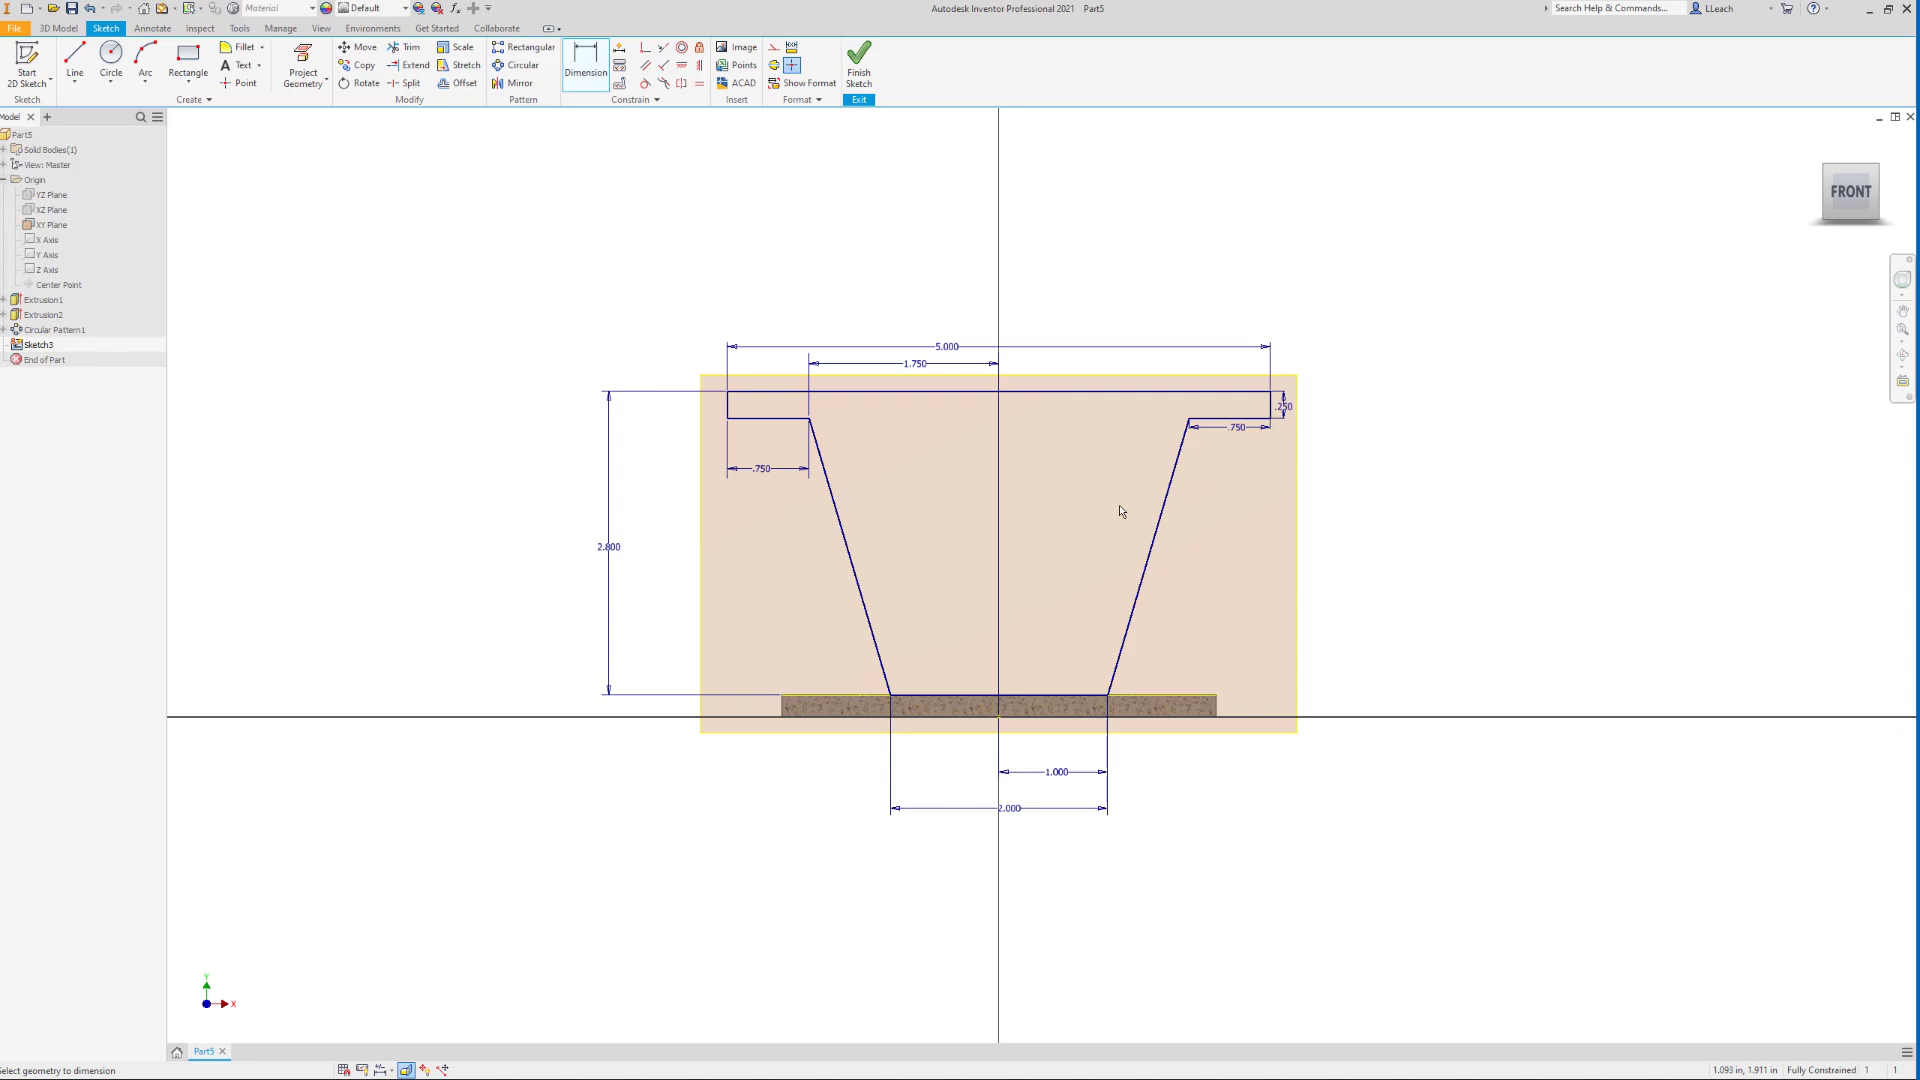 Material
Default
Autodesk Inventor Professional 2021 Part5
Search Help & Commands...
LLeach
File
3D Model
Sketch
Annotate
Inspect
Tools
Manage
View
Environments
Get Started
Collaborate
Start
2D Sketch
Line
Circle
Arc
Rectangle
Fillet
Text
Point
Project
Geometry
Move
Trim
Scale
Copy
Extend
Stretch
Rotate
Split
Offset
Rectangular
Circular
Mirror
Dimension
Image
Points
ACAD
Show Format
Finish
Sketch
Sketch
Create
Modify
Pattern
Constrain
Insert
Format
Exit
Model
Part5
Solid Bodies(1)
View: Master
Origin
YZ Plane
XZ Plane
XY Plane
X Axis
Y Axis
Z Axis
Center Point
Extrusion1
Extrusion2
Circular Pattern1
Sketch3
End of Part
FRONT
5.000
1.750
.250
.750
.750
2.800
1.000
2.000
Y
X
Part5
Select geometry to dimension
1.093 in, 1.911 in
Fully Constrained
1
1